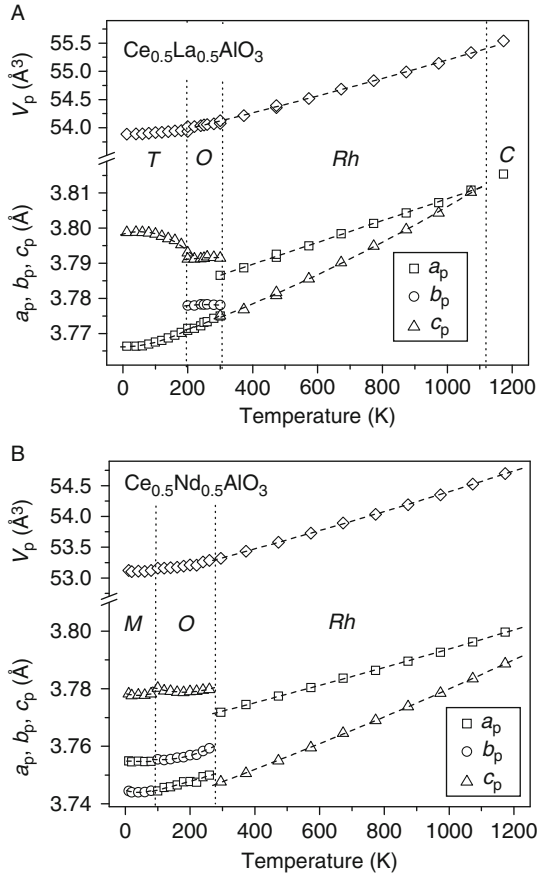 A
Ce0.5La0.5AlO3
Vp (Å3)
55.5
55.0
54.5
54.0
T O Rh C
ap, bp, cp (Å)
3.81
3.80
3.79
3.78
3.77
ap
bp
cp
0 200 400 600 800 1000 1200
Temperature (K)
B
Ce0.5Nd0.5AlO3
Vp (Å3)
54.5
54.0
53.5
53.0
M O Rh
ap, bp, cp (Å)
3.80
3.78
3.76
3.74
ap
bp
cp
0 200 400 600 800 1000 1200
Temperature (K)